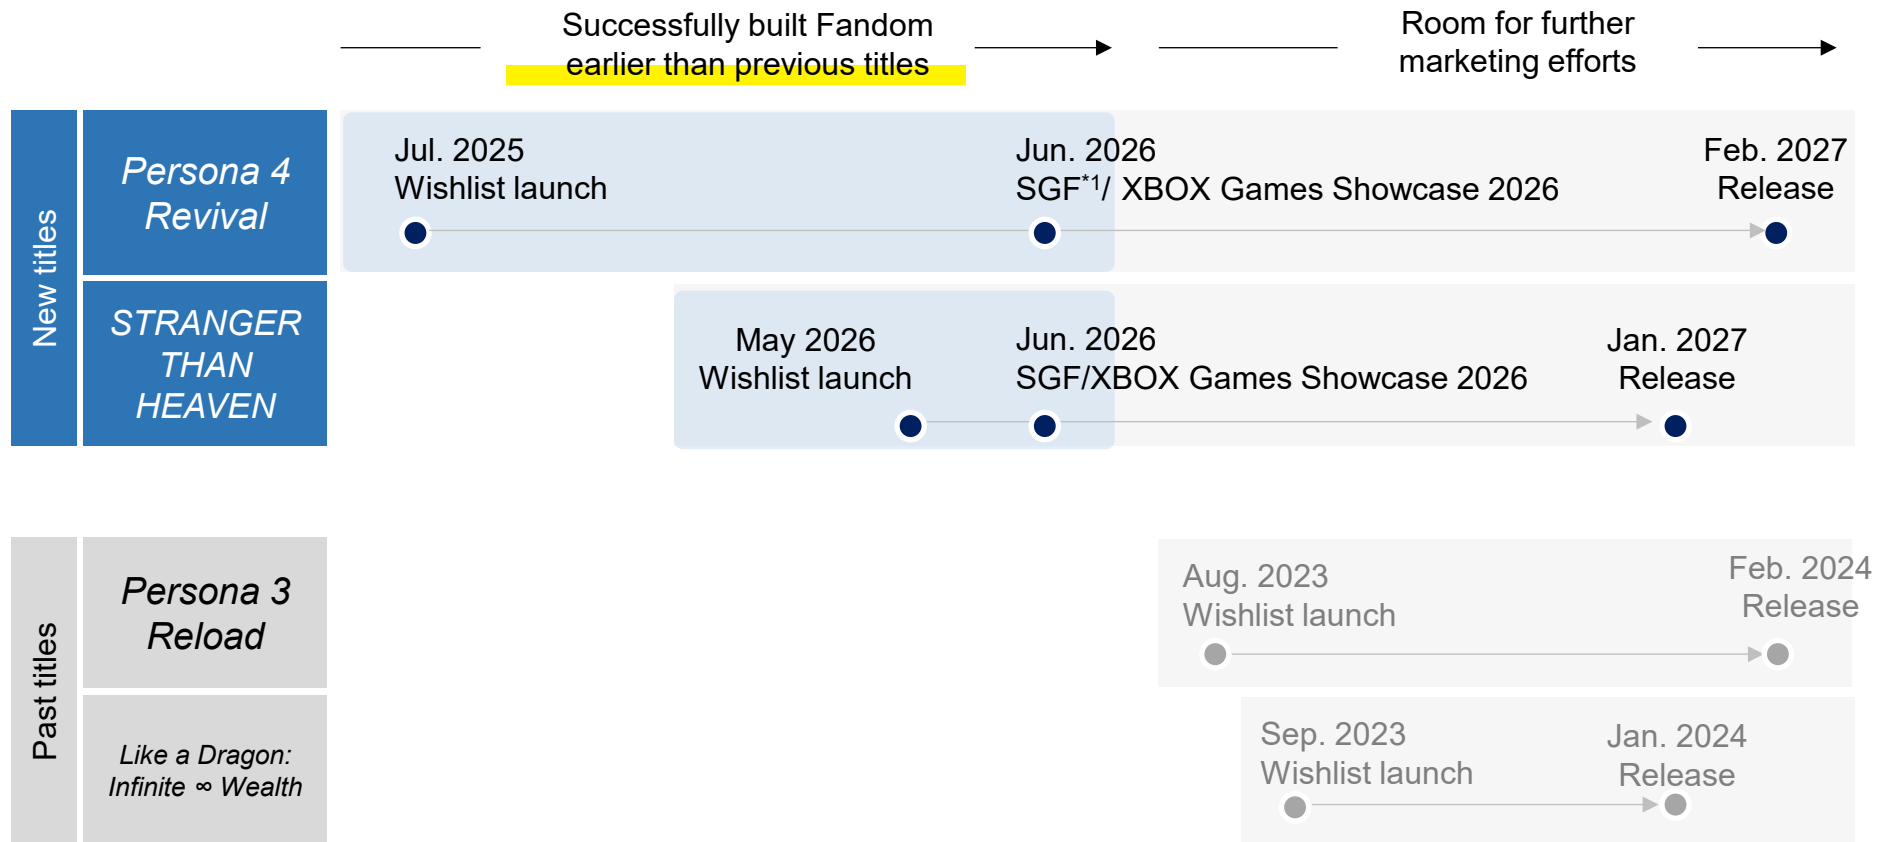 Successfully built Fandom
earlier than previous titles
Room for further
marketing efforts
New titles
Persona 4
Revival
Jul. 2025
Wishlist launch
Jun. 2026
SGF*1/ XBOX Games Showcase 2026
Feb. 2027
Release
STRANGER
THAN
HEAVEN
May 2026
Wishlist launch
Jun. 2026
SGF/XBOX Games Showcase 2026
Jan. 2027
Release
Past titles
Persona 3
Reload
Aug. 2023
Wishlist launch
Feb. 2024
Release
Like a Dragon:
Infinite ∞ Wealth
Sep. 2023
Wishlist launch
Jan. 2024
Release